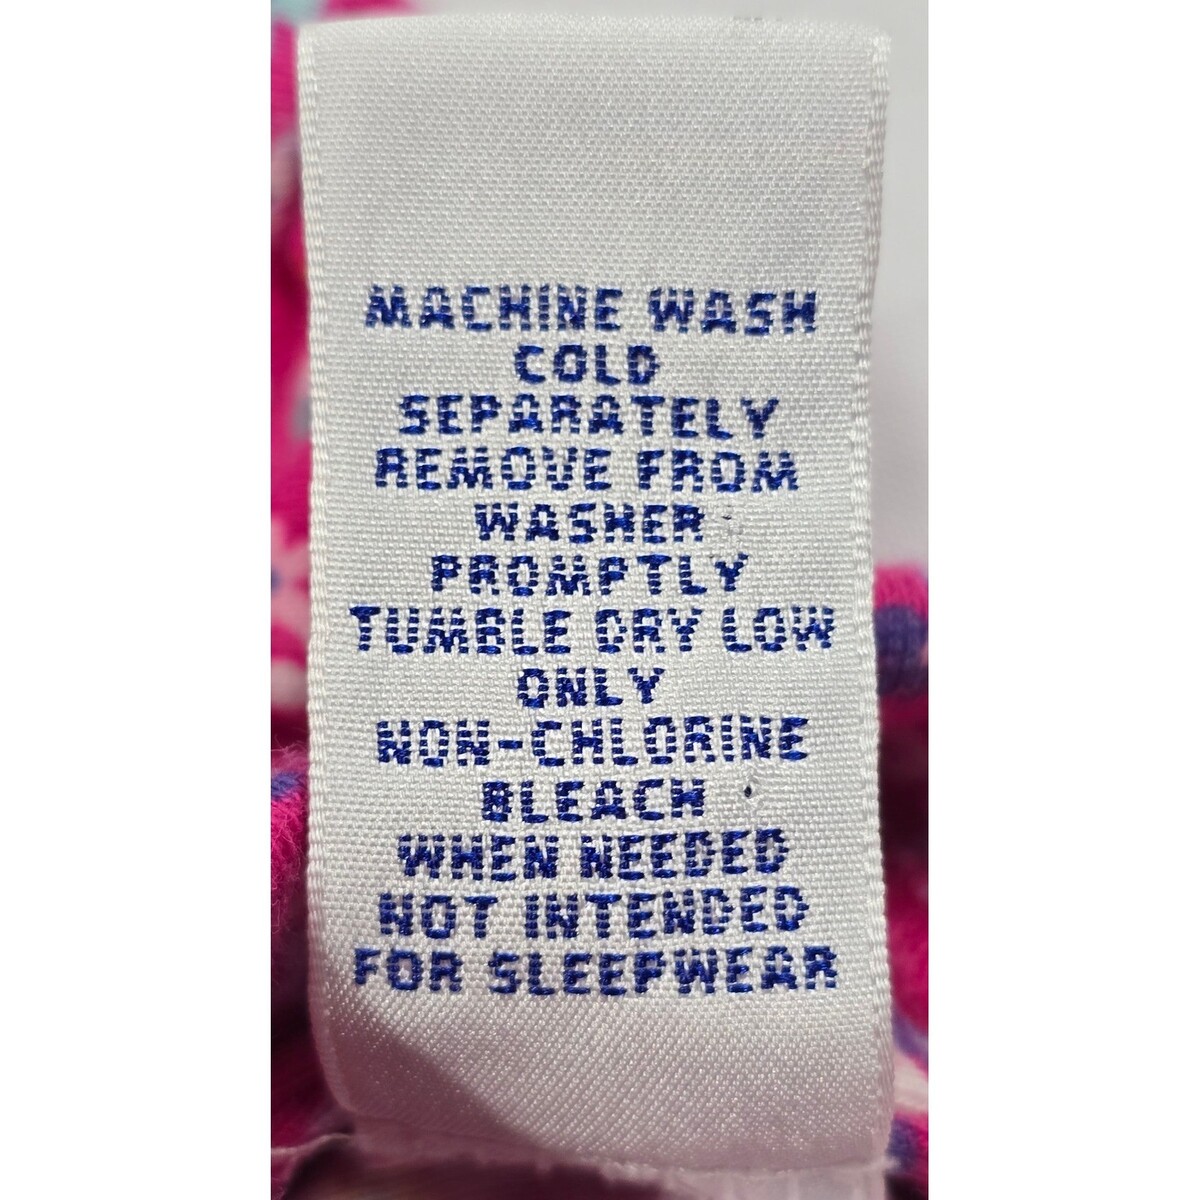 MACHINE WASH
COLD
SEPARATELY
REMOVE FROM
WASHER
PROMPTLY
TUMBLE DRY LOW
ONLY
NON-CHLORINE
BLEACH
WHEN NEEDED
NOT INTENDED
FOR SLEEPWEAR